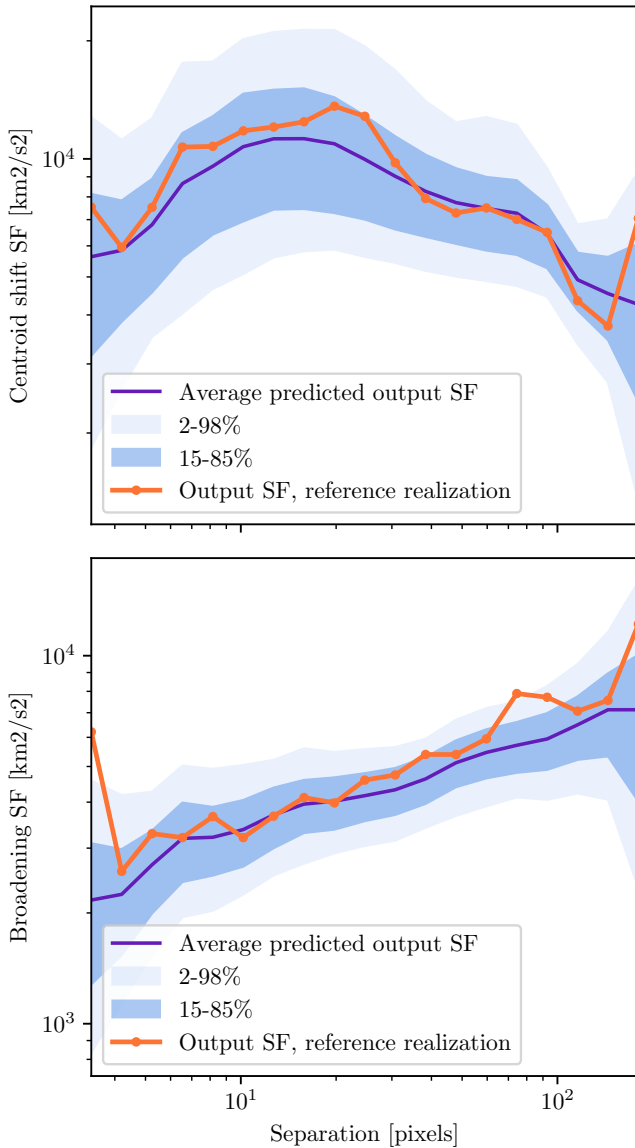 Centroid shift SF [km2/s2]
10^4
Average predicted output SF
2-98%
15-85%
Output SF, reference realization
Broadening SF [km2/s2]
10^4
10^3
Average predicted output SF
2-98%
15-85%
Output SF, reference realization
10^1
10^2
Separation [pixels]